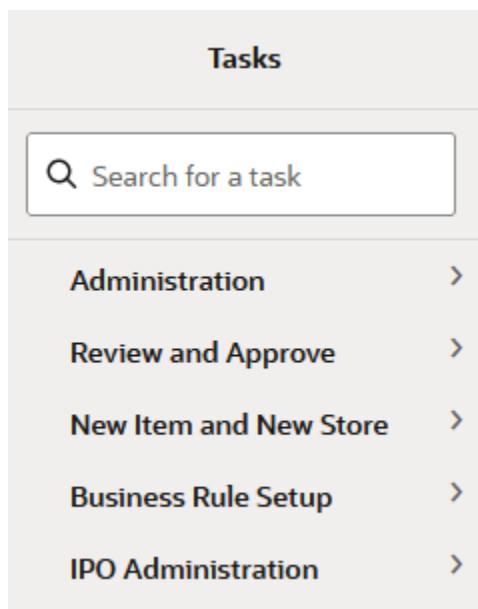 Tasks
Search for a task
Administration
Review and Approve
New Item and New Store
Business Rule Setup
IPO Administration